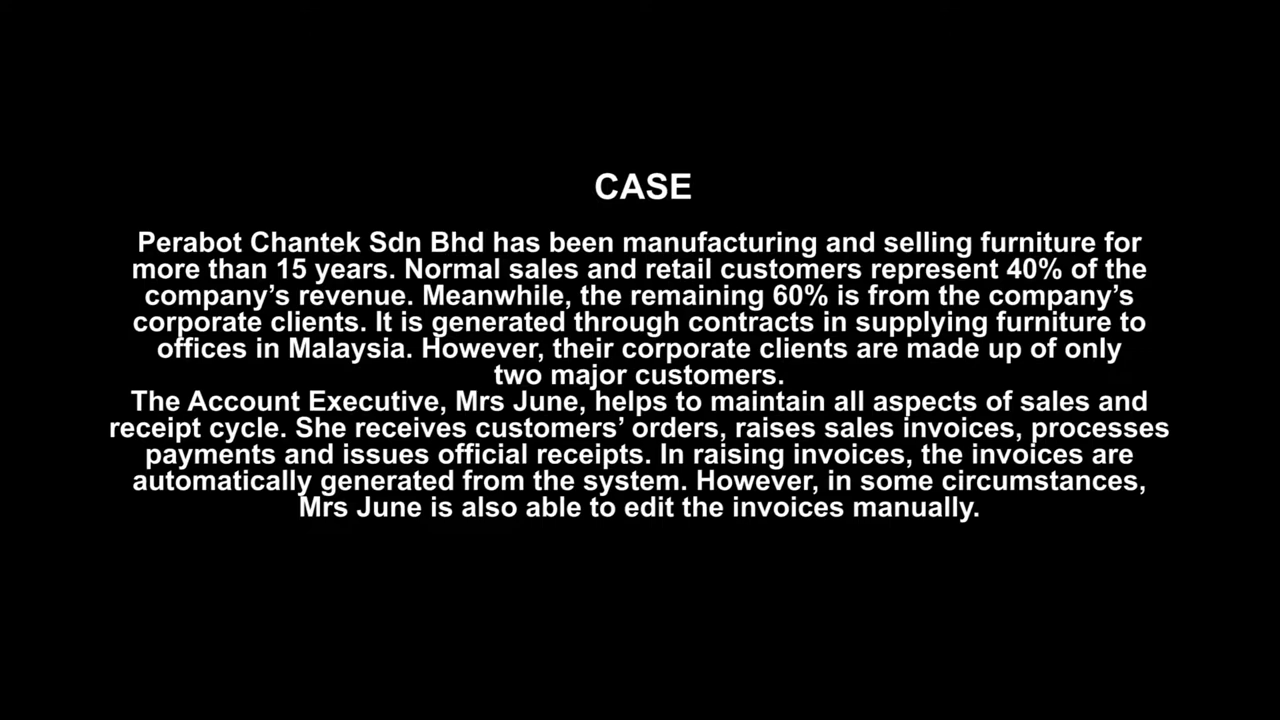 CASE
Perabot Chantek Sdn Bhd has been manufacturing and selling furniture for
more than 15 years. Normal sales and retail customers represent 40% of the
company’s revenue. Meanwhile, the remaining 60% is from the company’s
corporate clients. It is generated through contracts in supplying furniture to
offices in Malaysia. However, their corporate clients are made up of only
two major customers.
The Account Executive, Mrs June, helps to maintain all aspects of sales and
receipt cycle. She receives customers’ orders, raises sales invoices, processes
payments and issues official receipts. In raising invoices, the invoices are
automatically generated from the system. However, in some circumstances,
Mrs June is also able to edit the invoices manually.